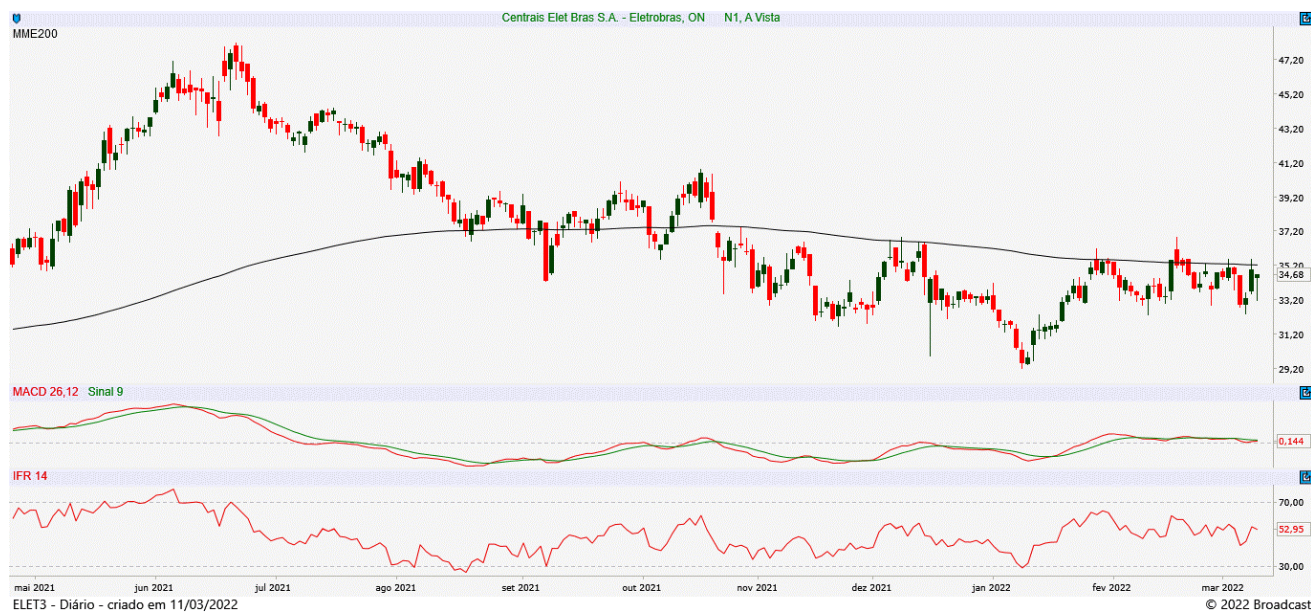 Centrais Elet Bras S.A. - Eletrobras, ON N1, A Vista
MME200
47,20
45,20
43,20
41,20
39,20
37,20
35,20
34,68
33,20
31,20
29,20
MACD 26,12 Sinal 9
0,144
IFR 14
70,00
52,95
30,00
mai 2021 jun 2021 jul 2021 ago 2021 set 2021 out 2021 nov 2021 dez 2021 jan 2022 fev 2022 mar 2022
ELET3 - Diário - criado em 11/03/2022 © 2022 Broadcast